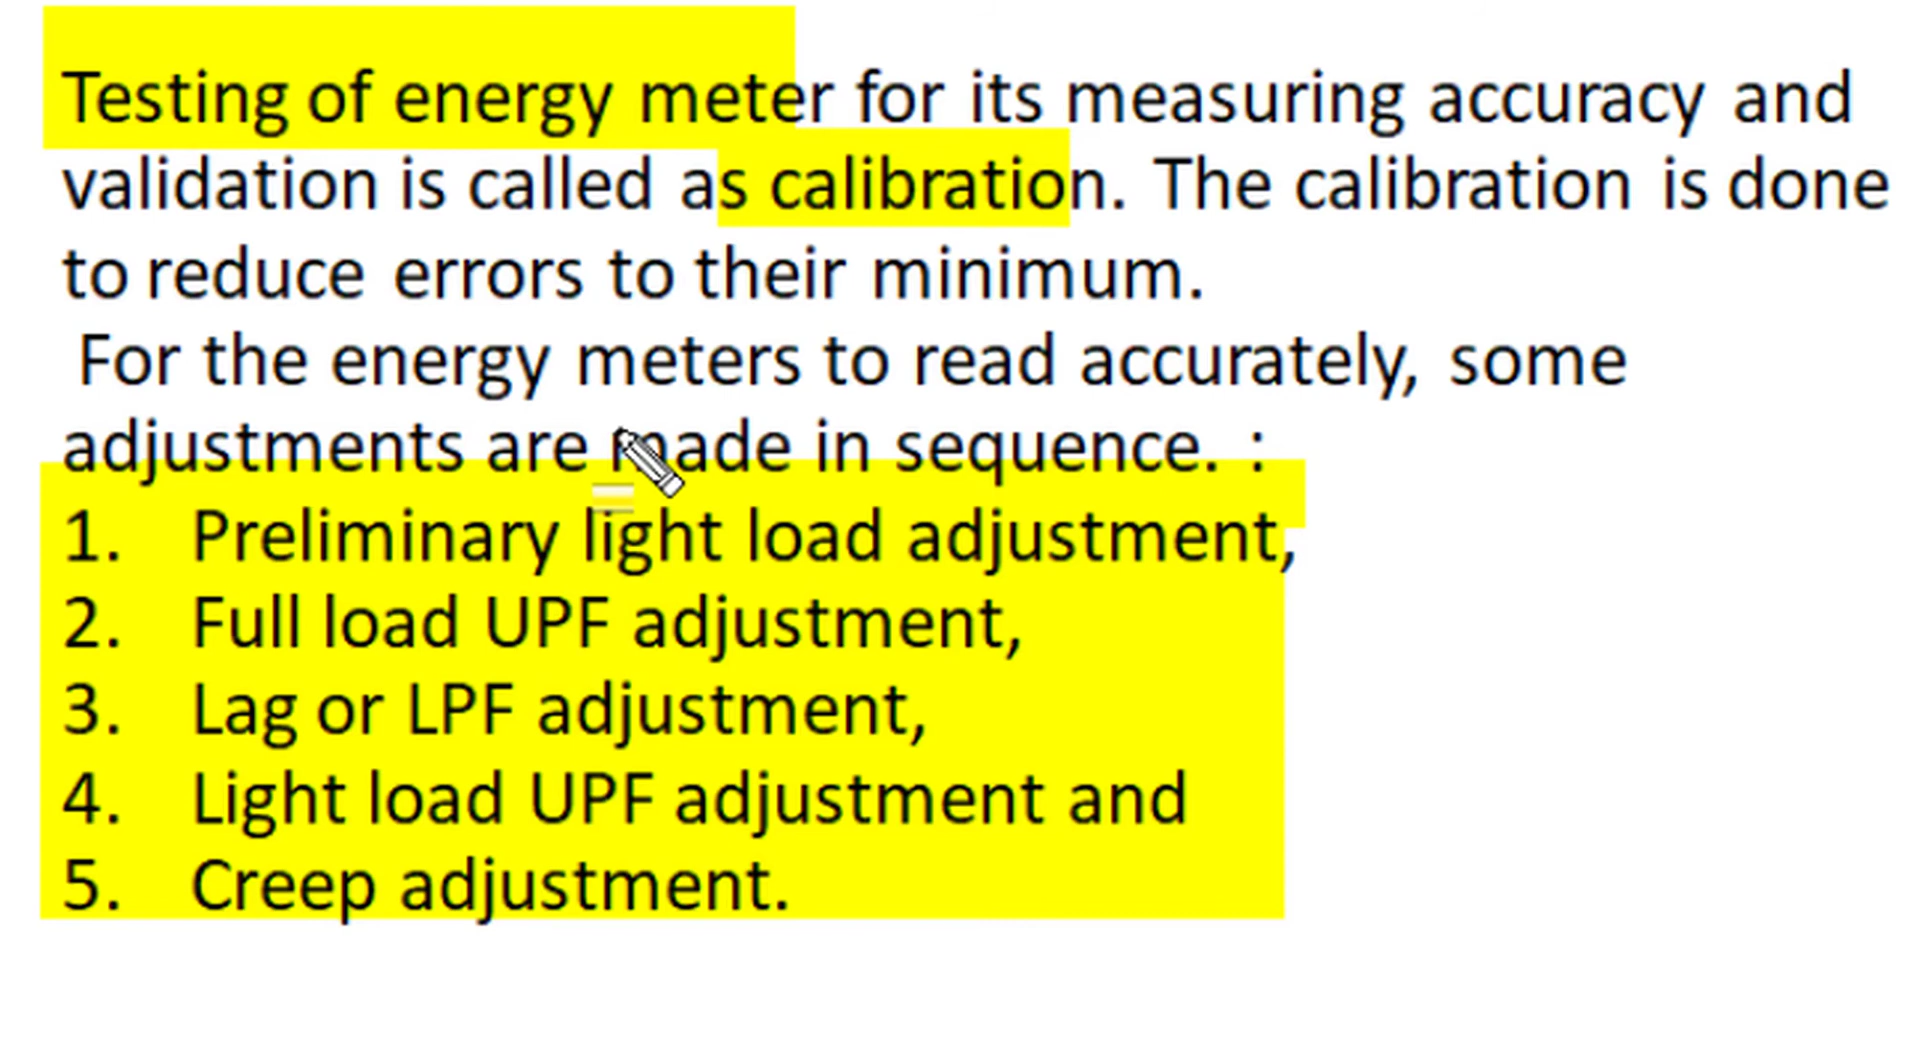 Testing of energy meter for its measuring accuracy and
validation is called as calibration. The calibration is done
to reduce errors to their minimum.
For the energy meters to read accurately, some
adjustments are made in sequence. :
1. Preliminary light load adjustment,
2. Full load UPF adjustment,
3. Lag or LPF adjustment,
4. Light load UPF adjustment and
5. Creep adjustment.